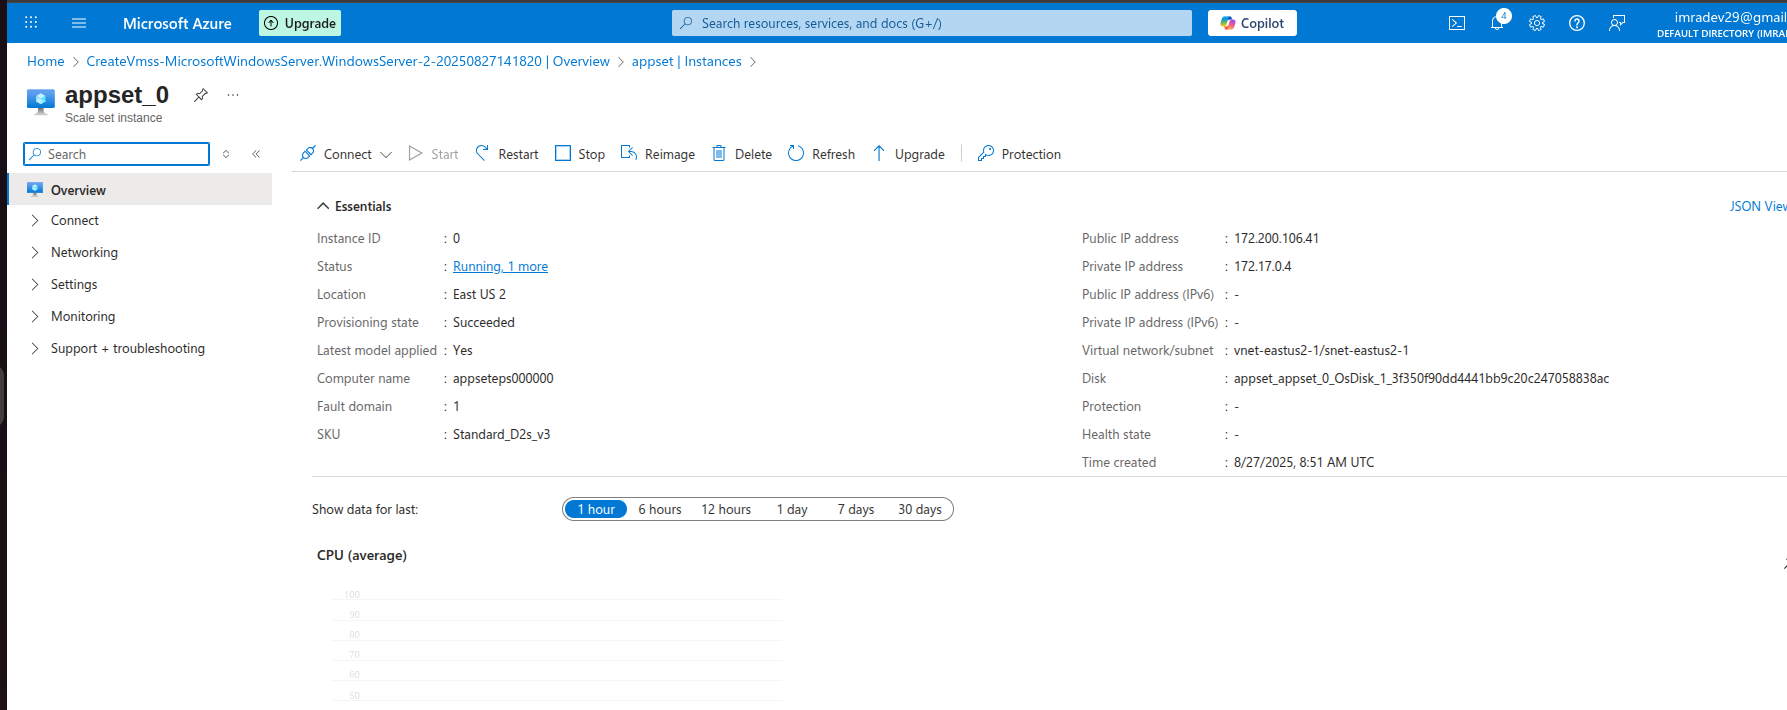 Microsoft Azure Upgrade Search resources, services, and docs (G+/) Copilot 4 imradev29@gmail
DEFAULT DIRECTORY (IMRA
Home > CreateVmss-MicrosoftWindowsServer.WindowsServer-2-20250827141820 | Overview > appset | Instances >
appset_0 ...
Scale set instance
Search « Connect Start Restart Stop Reimage Delete Refresh Upgrade Protection
Overview
Connect
Networking
Settings
Monitoring
Support + troubleshooting
Essentials
JSON View
Instance ID : 0
Status : Running, 1 more
Location : East US 2
Provisioning state : Succeeded
Latest model applied : Yes
Computer name : appseteps000000
Fault domain : 1
SKU : Standard_D2s_v3
Public IP address : 172.200.106.41
Private IP address : 172.17.0.4
Public IP address (IPv6) : -
Private IP address (IPv6) : -
Virtual network/subnet : vnet-eastus2-1/snet-eastus2-1
Disk : appset_appset_0_OsDisk_1_3f350f90dd4441bb9c20c247058838ac
Protection : -
Health state : -
Time created : 8/27/2025, 8:51 AM UTC
Show data for last: 1 hour 6 hours 12 hours 1 day 7 days 30 days
CPU (average)
100
90
80
70
60
50